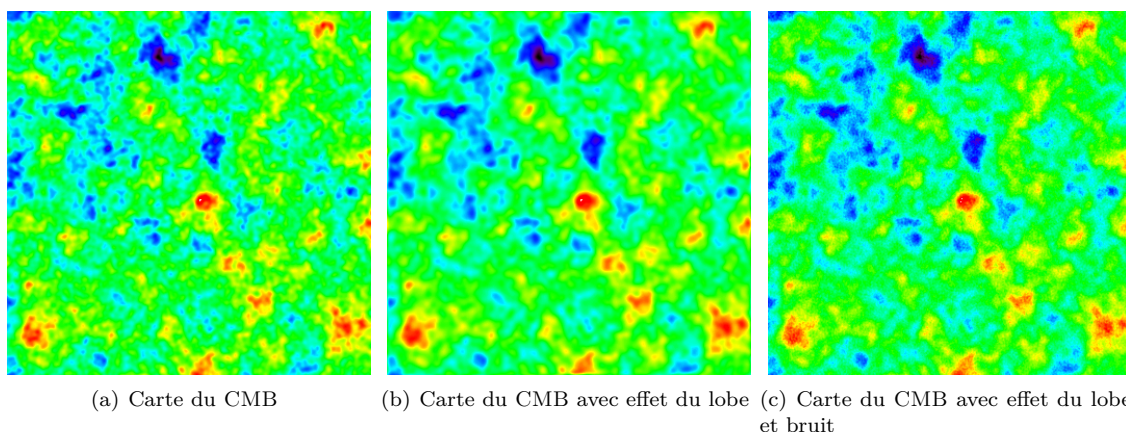 (a) Carte du CMB
(b) Carte du CMB avec effet du lobe
(c) Carte du CMB avec effet du lobe
et bruit